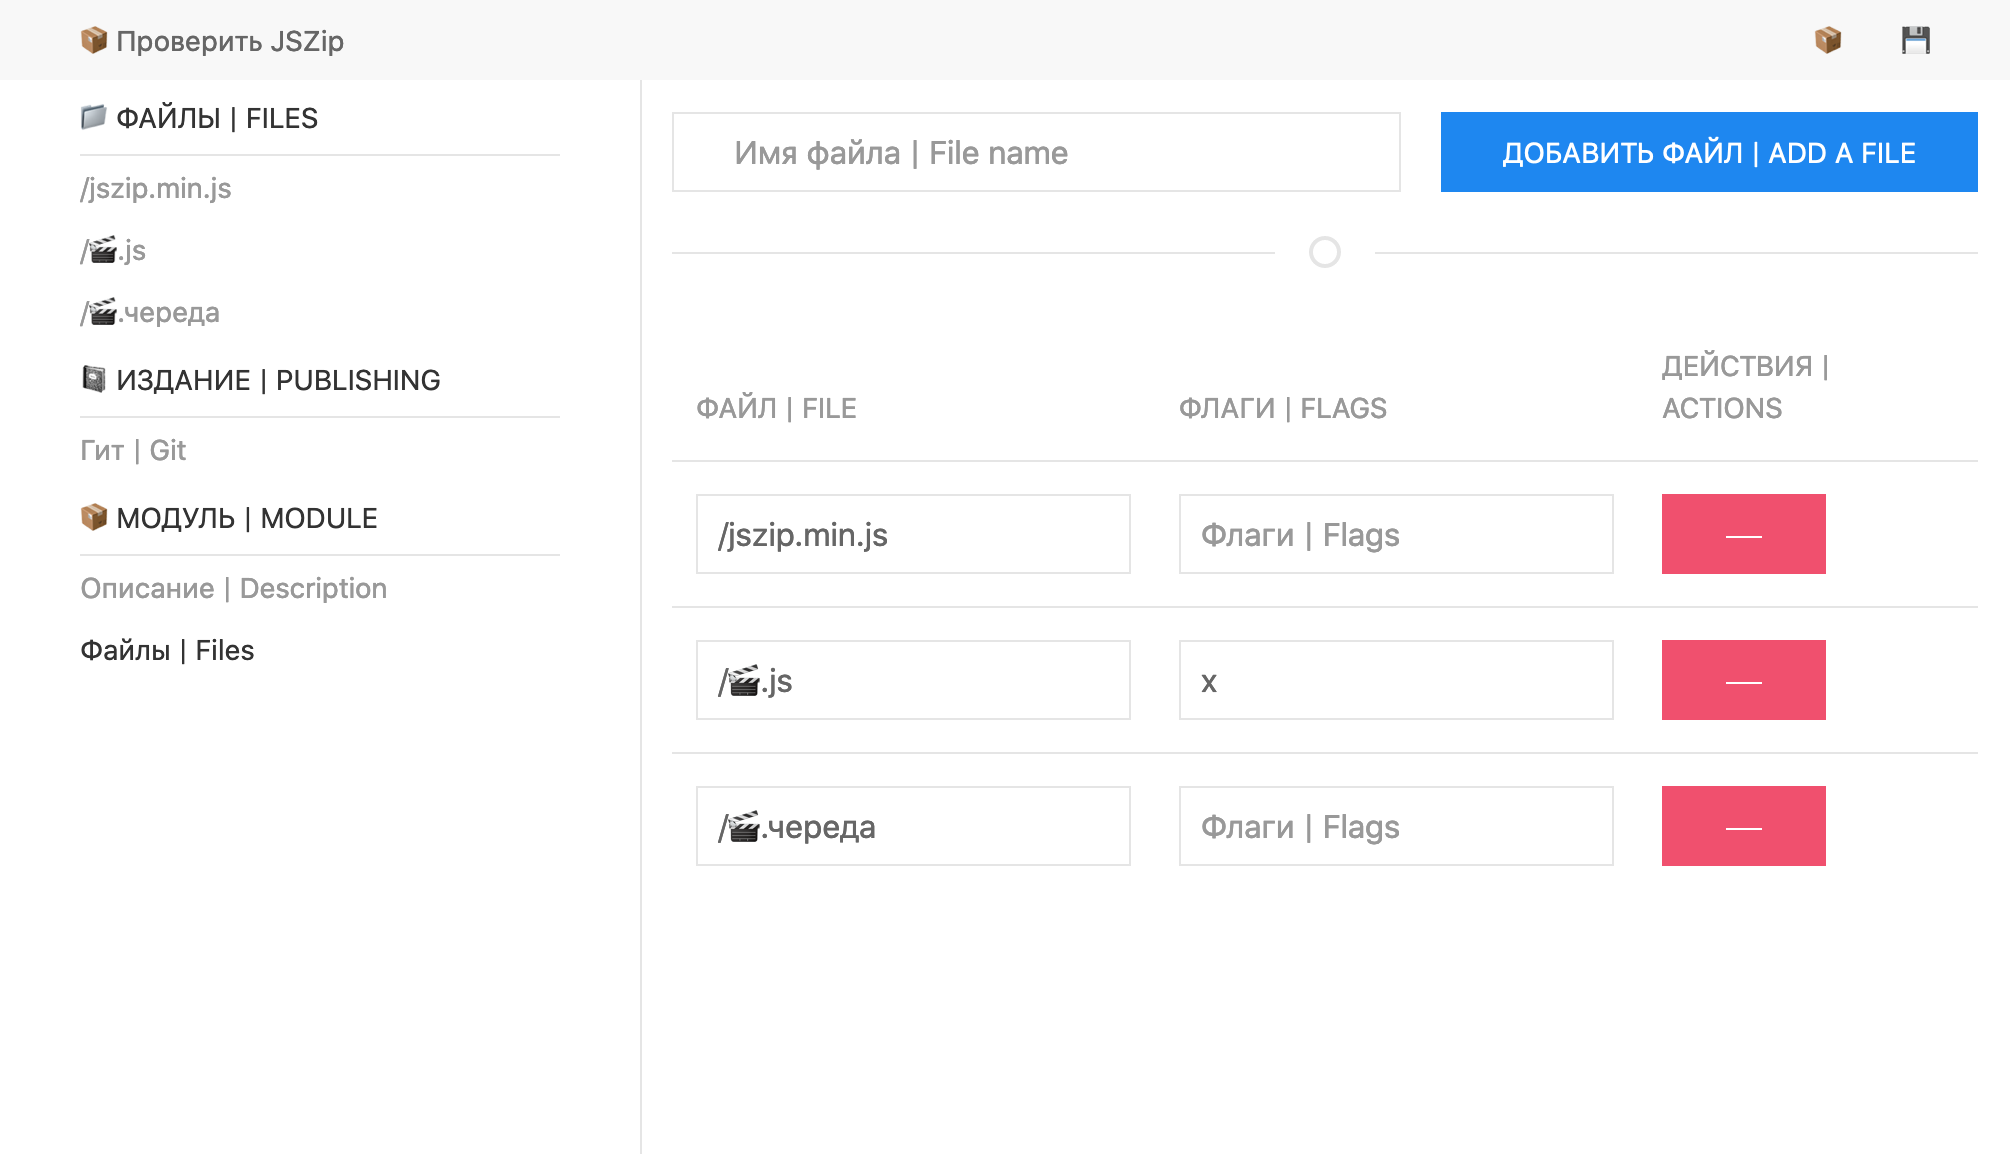 📦 Проверить JSZip
📦 💾
📁 ФАЙЛЫ | FILES
/jszip.min.js
/🎬.js
/🎬.череда
📓 ИЗДАНИЕ | PUBLISHING
Гит | Git
📦 МОДУЛЬ | MODULE
Описание | Description
Файлы | Files
Имя файла | File name
ДОБАВИТЬ ФАЙЛ | ADD A FILE
ФАЙЛ | FILE
ФЛАГИ | FLAGS
ДЕЙСТВИЯ |
ACTIONS
/jszip.min.js
Флаги | Flags
—
/🎬.js
x
—
/🎬.череда
Флаги | Flags
—